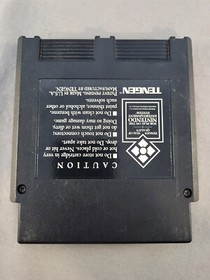 CAUTION
Do not store cartridge in very
hot or cold places. Never hit or
drop. Do not take apart.
Do not touch connectors;
do not get them wet or dirty.
Doing so may damage game.
Do not clean with benzene,
paint thinner, alcohol or other
such solvents.
TENGEN
PATENT PENDING. MADE IN U.S.A.
MANUFACTURED BY TENGEN.
NINTENDO
ENTERTAINMENT
SYSTEM